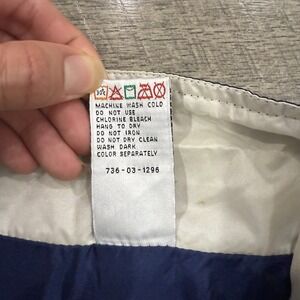 MACHINE WASH COLD
DO NOT USE
CHLORINE BLEACH
HANG TO DRY
DO NOT IRON
DO NOT DRY CLEAN
WASH DARK
COLOR SEPARATELY
736-03-1296